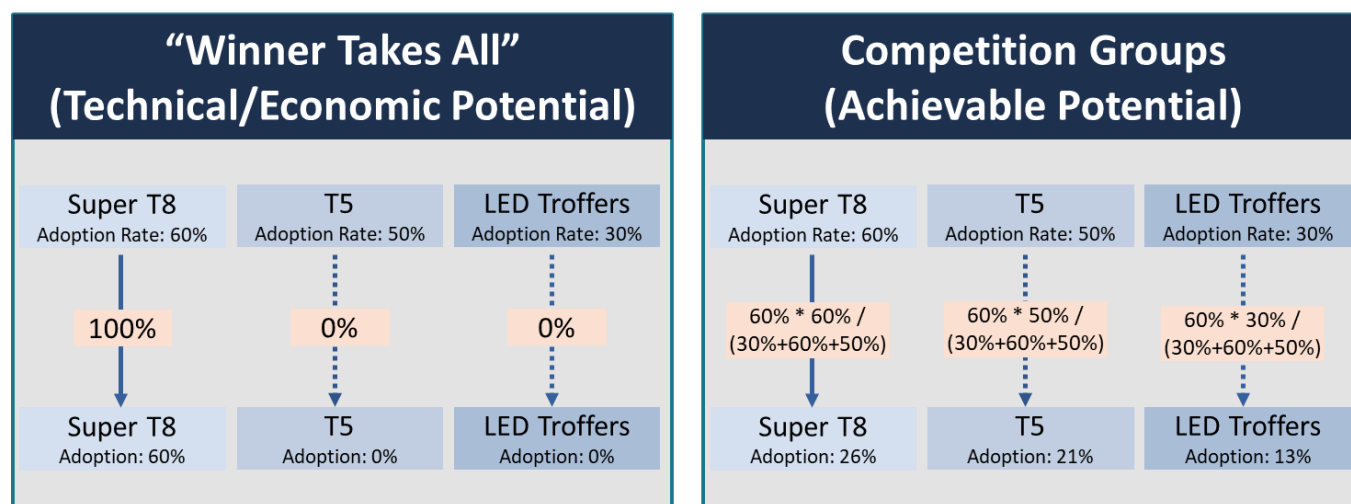 “Winner Takes All”
(Technical/Economic Potential)
Super T8
Adoption Rate: 60%
T5
Adoption Rate: 50%
LED Troffers
Adoption Rate: 30%
100%
0%
0%
Super T8
Adoption: 60%
T5
Adoption: 0%
LED Troffers
Adoption: 0%
Competition Groups
(Achievable Potential)
Super T8
Adoption Rate: 60%
T5
Adoption Rate: 50%
LED Troffers
Adoption Rate: 30%
60% * 60% /
(30%+60%+50%)
60% * 50% /
(30%+60%+50%)
60% * 30% /
(30%+60%+50%)
Super T8
Adoption: 26%
T5
Adoption: 21%
LED Troffers
Adoption: 13%